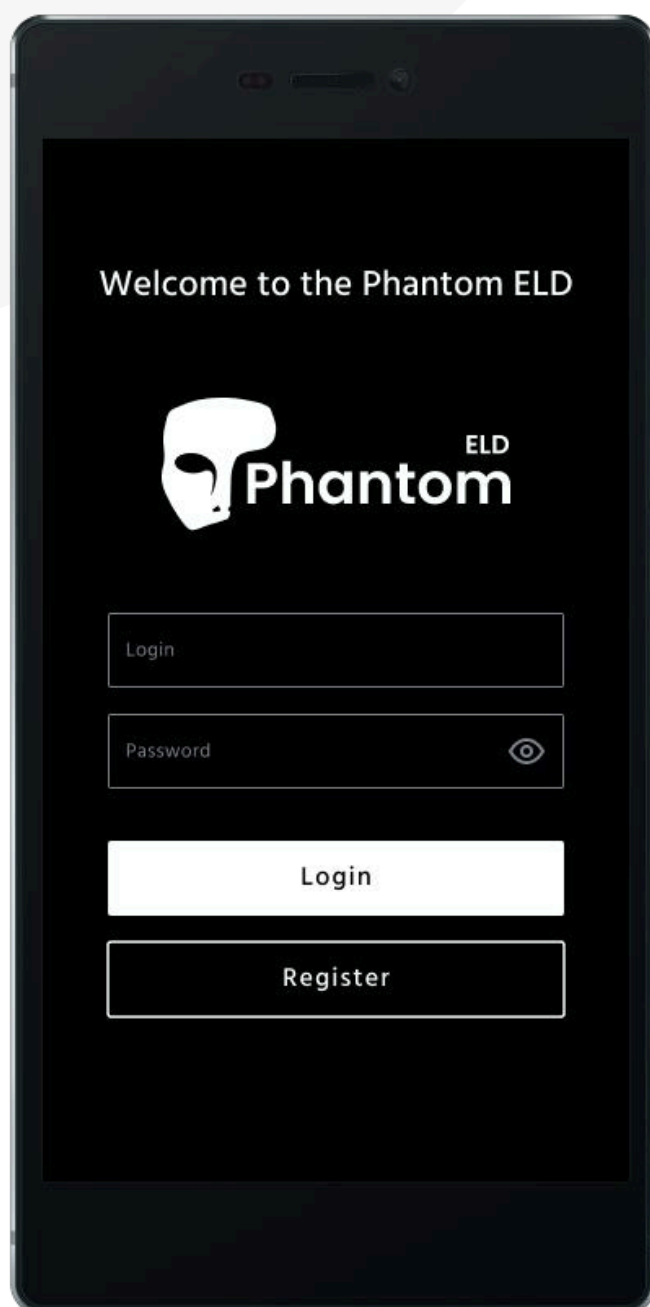 Welcome to the Phantom ELD
ELD
Phantom
Login
Password
Login
Register